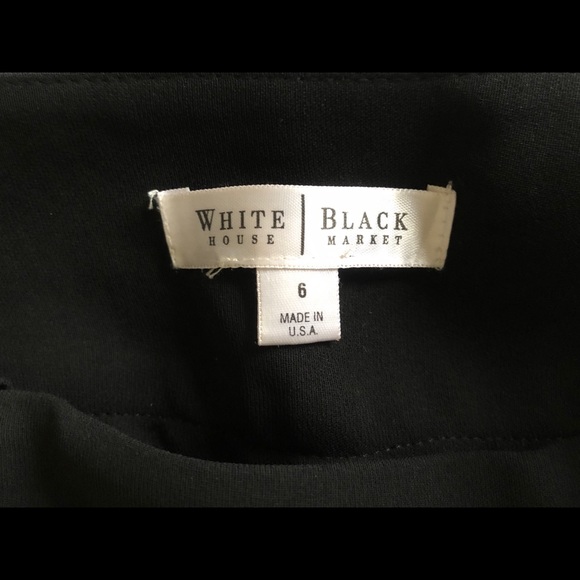 WHITE | BLACK
HOUSE MARKET
6
MADE IN
U.S.A.